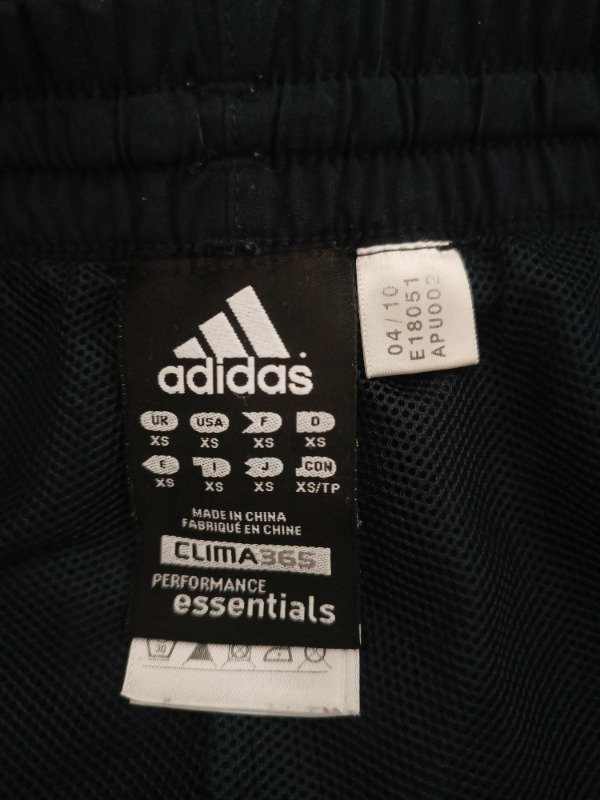 adidas
UK USA F D
XS XS XS XS
E I J CDN
XS XS XS XS/TP
MADE IN CHINA
FABRIQUÉ EN CHINE
CLIMA365
PERFORMANCE
essentials
30
04/10
E18051
APU002